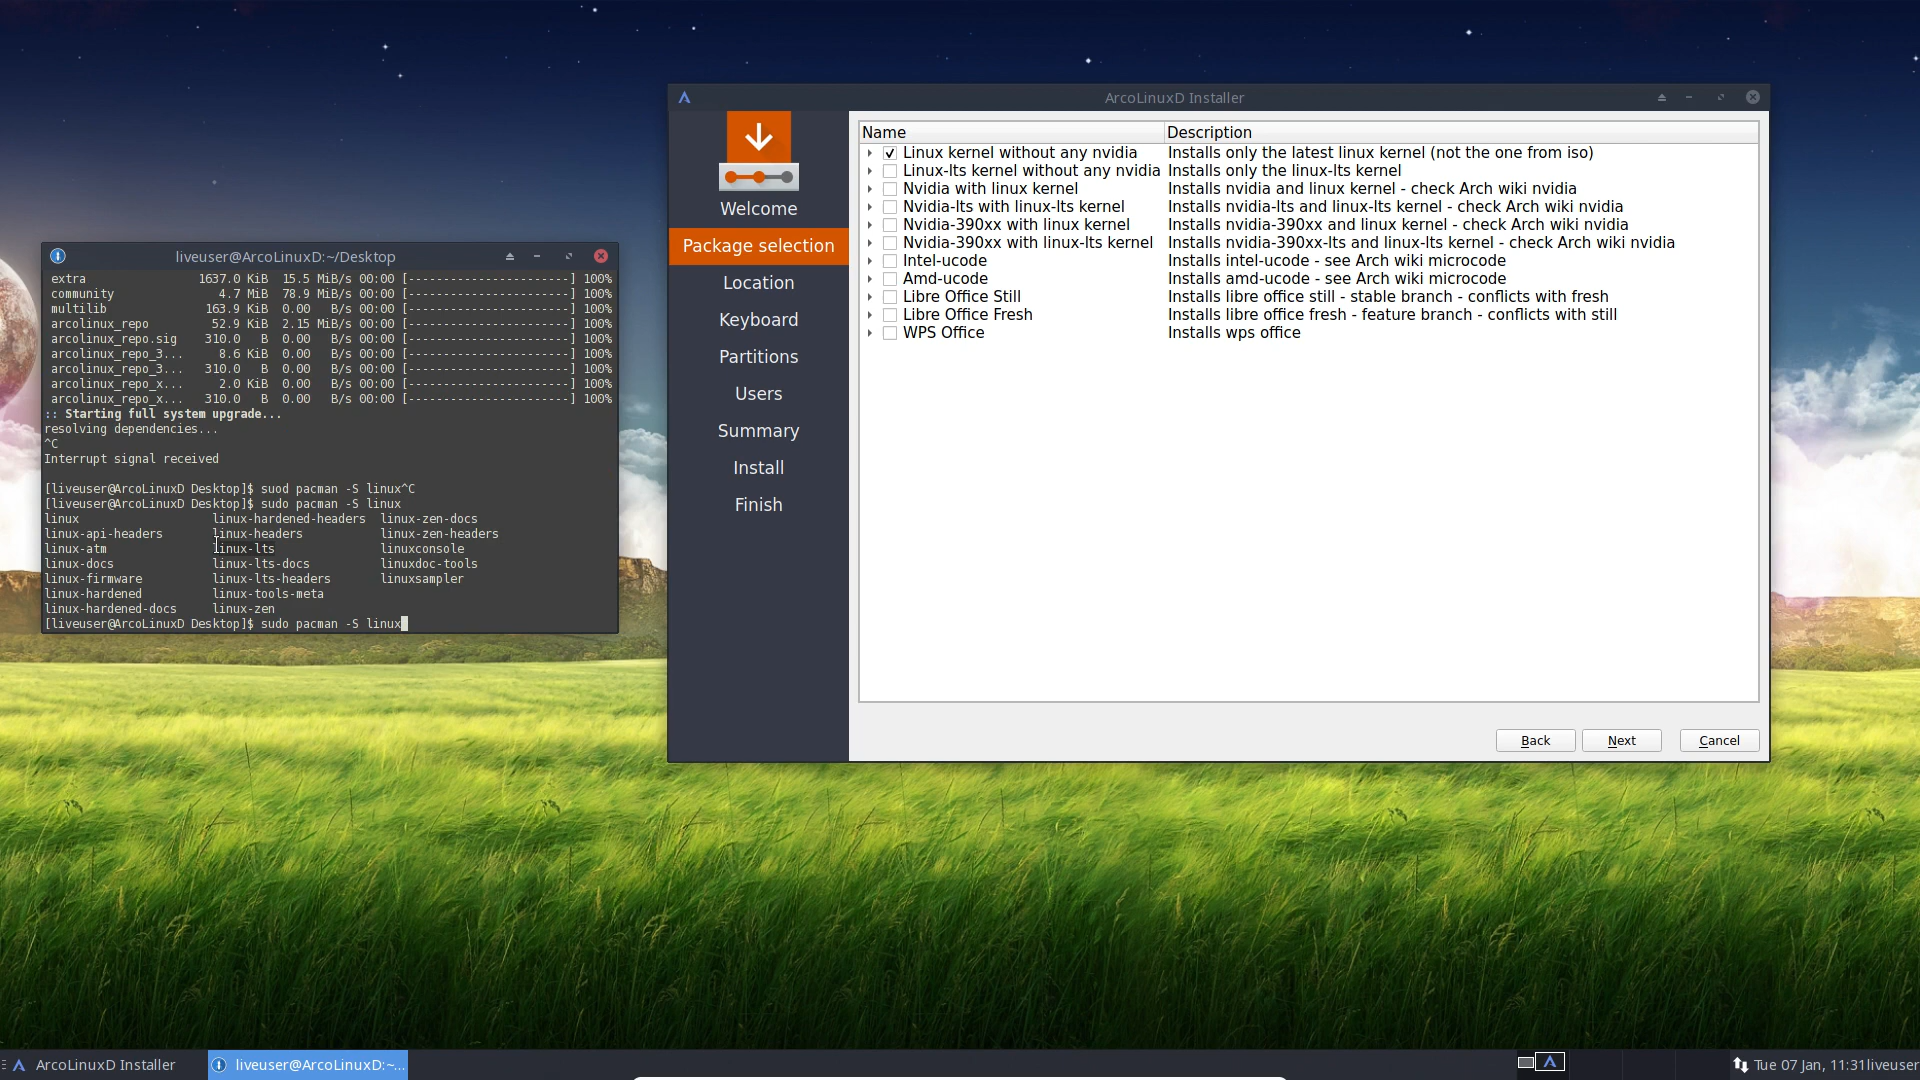 liveuser@ArcoLinuxD:~/Desktop
extra 1637.0 KiB 15.5 MiB/s 00:00 [----------------------] 100%
community 4.7 MiB 78.9 MiB/s 00:00 [----------------------] 100%
multilib 163.9 KiB 0.00 B/s 00:00 [----------------------] 100%
arcolinux_repo 52.9 KiB 2.15 MiB/s 00:00 [----------------------] 100%
arcolinux_repo.sig 310.0 B 0.00 B/s 00:00 [----------------------] 100%
arcolinux_repo_3... 8.6 KiB 0.00 B/s 00:00 [----------------------] 100%
arcolinux_repo_3... 310.0 B 0.00 B/s 00:00 [----------------------] 100%
arcolinux_repo_x... 2.0 KiB 0.00 B/s 00:00 [----------------------] 100%
arcolinux_repo_x... 310.0 B 0.00 B/s 00:00 [----------------------] 100%
:: Starting full system upgrade...
resolving dependencies...
^C
Interrupt signal received
[liveuser@ArcoLinuxD Desktop]$ suod pacman -S linux^C
[liveuser@ArcoLinuxD Desktop]$ sudo pacman -S linux
linux linux-hardened-headers linux-zen-docs
linux-api-headers linux-headers linux-zen-headers
linux-atm linux-lts linuxconsole
linux-docs linux-lts-docs linuxdoc-tools
linux-firmware linux-lts-headers linuxsampler
linux-hardened linux-tools-meta
linux-hardened-docs linux-zen
[liveuser@ArcoLinuxD Desktop]$ sudo pacman -S linux
ArcoLinuxD Installer
Welcome
Package selection
Location
Keyboard
Partitions
Users
Summary
Install
Finish
Name Description
Linux kernel without any nvidia Installs only the latest linux kernel (not the one from iso)
Linux-lts kernel without any nvidia Installs only the linux-lts kernel
Nvidia with linux kernel Installs nvidia and linux kernel - check Arch wiki nvidia
Nvidia-lts with linux-lts kernel Installs nvidia-lts and linux-lts kernel - check Arch wiki nvidia
Nvidia-390xx with linux kernel Installs nvidia-390xx and linux kernel - check Arch wiki nvidia
Nvidia-390xx with linux-lts kernel Installs nvidia-390xx-lts and linux-lts kernel - check Arch wiki nvidia
Intel-ucode Installs intel-ucode - see Arch wiki microcode
Amd-ucode Installs amd-ucode - see Arch wiki microcode
Libre Office Still Installs libre office still - stable branch - conflicts with fresh
Libre Office Fresh Installs libre office fresh - feature branch - conflicts with still
WPS Office Installs wps office
Back Next Cancel
ArcoLinuxD Installer liveuser@ArcoLinuxD:~... Tue 07 Jan, 11:31 liveuser